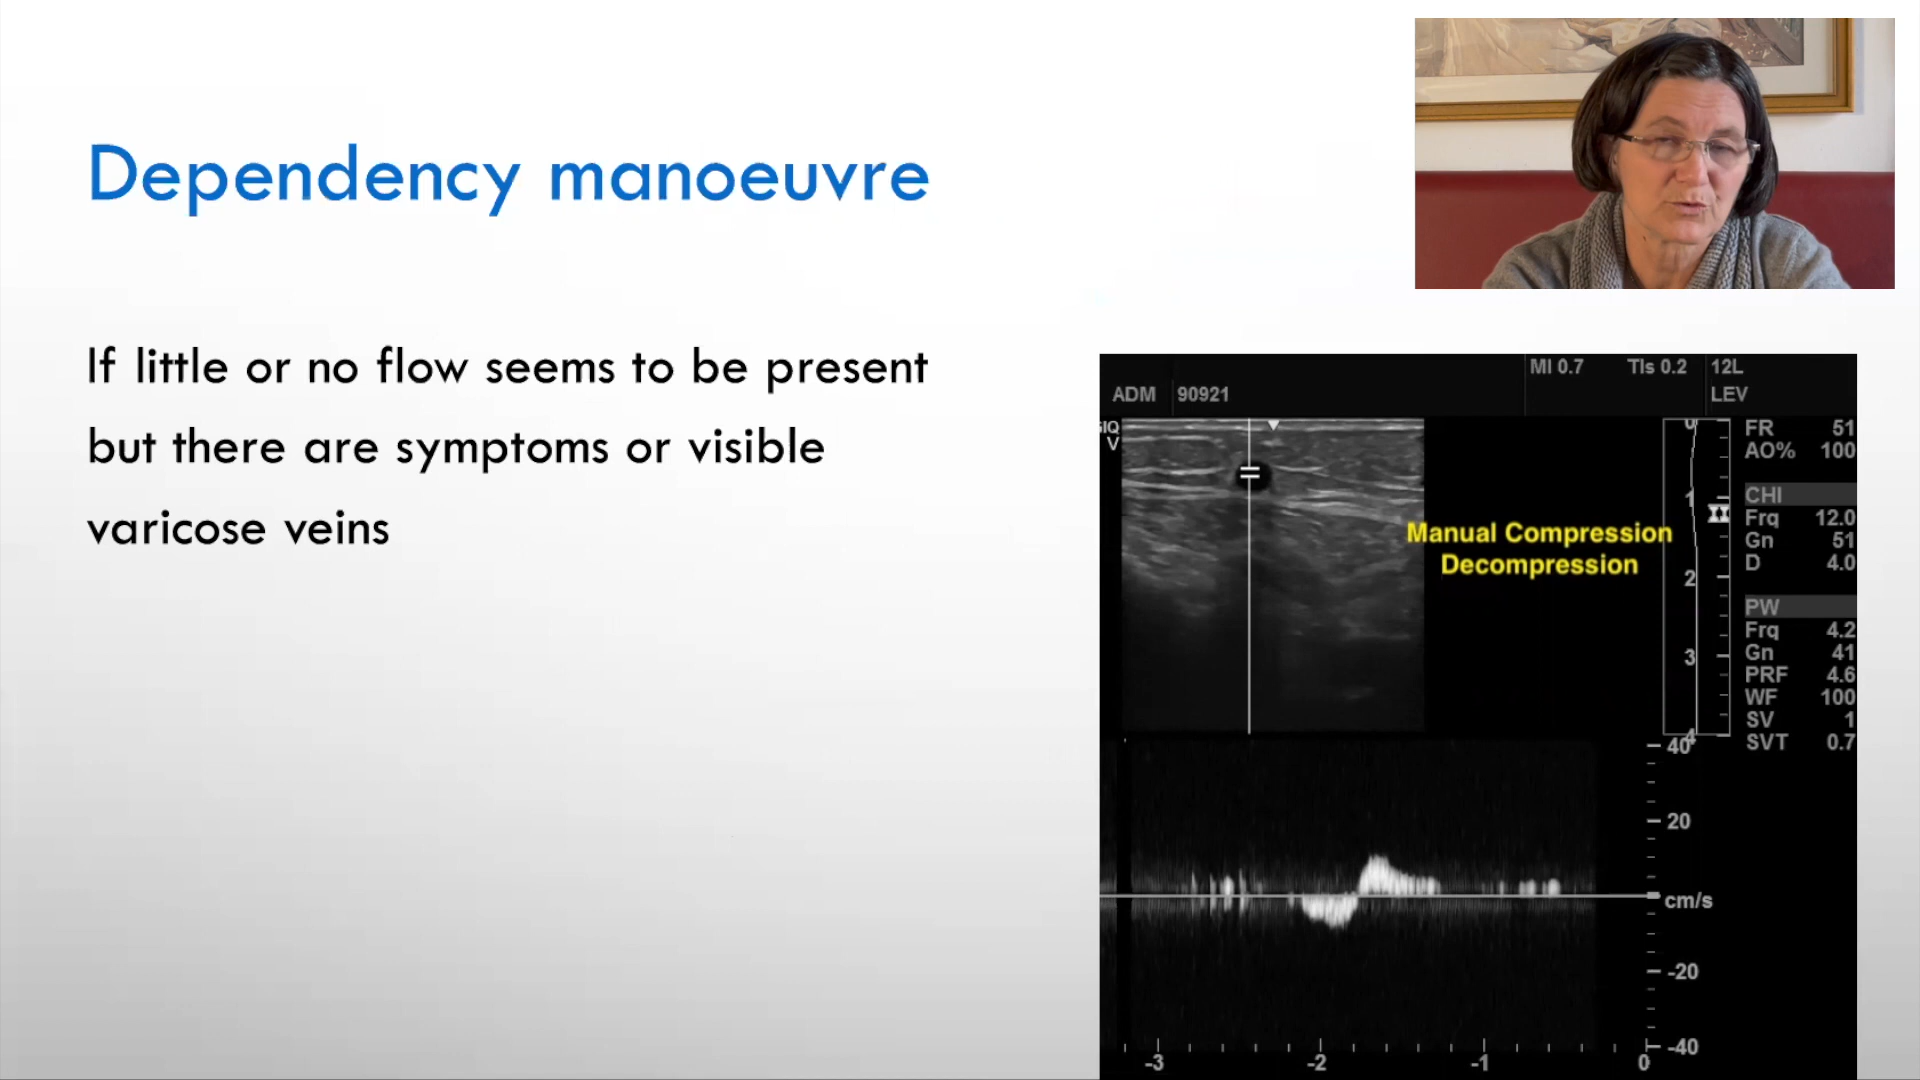 Dependency manoeuvre
If little or no flow seems to be present
but there are symptoms or visible
varicose veins
MI 0.7 TIs 0.2 12L
ADM 90921 LEV
V
FR 51
AO% 100
CHI
Frq 12.0
Gn 51
D 4.0
PW
Frq 4.2
Gn 41
PRF 4.6
WF 100
SV 1
SVT 0.7
Manual Compression
Decompression
0
1
2
3
4
40
20
cm/s
-20
-40
-3 -2 -1 0